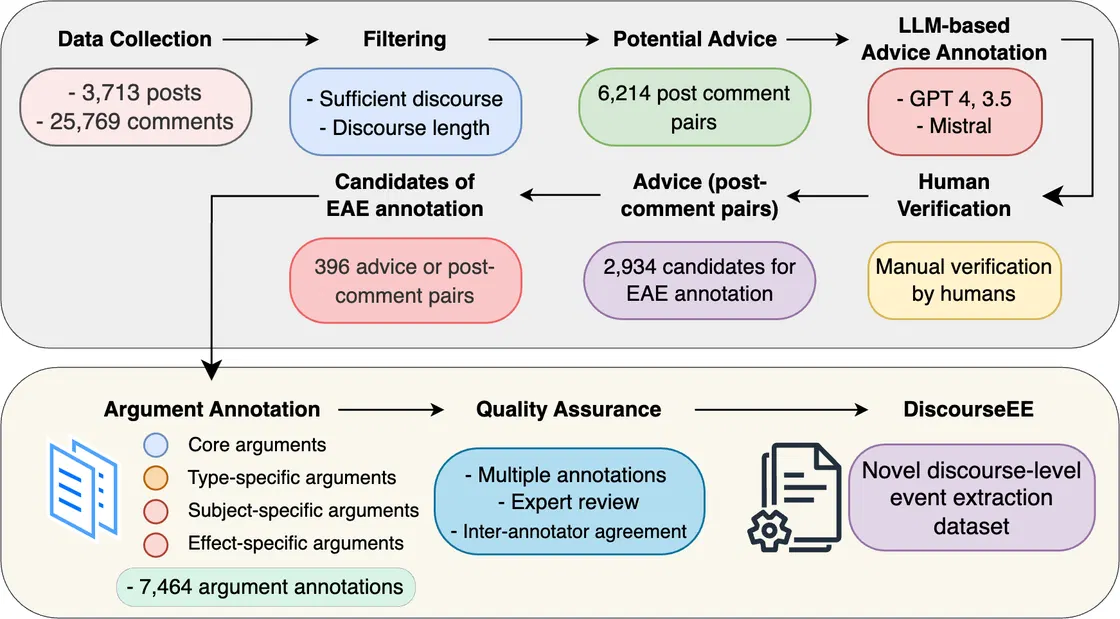 Data Collection
- 3,713 posts
- 25,769 comments
Filtering
- Sufficient discourse
- Discourse length
Potential Advice
6,214 post comment
pairs
LLM-based
Advice Annotation
- GPT 4, 3.5
- Mistral
Human
Verification
Manual verification
by humans
Advice (post-
comment pairs)
2,934 candidates for
EAE annotation
Candidates of
EAE annotation
396 advice or post-
comment pairs
Argument Annotation
Core arguments
Type-specific arguments
Subject-specific arguments
Effect-specific arguments
- 7,464 argument annotations
Quality Assurance
- Multiple annotations
- Expert review
- Inter-annotator agreement
DiscourseEE
Novel discourse-level
event extraction
dataset